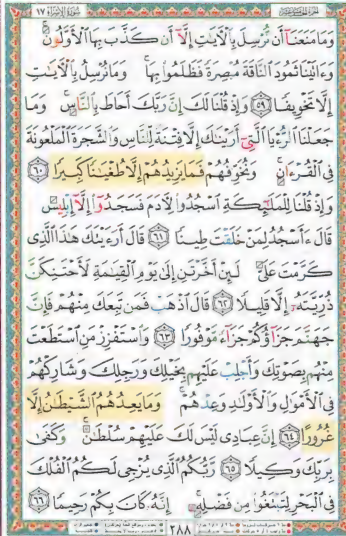 سورة الإسراء ١٧
وَمَا مَنَعَنَآ أَن نُّرْسِلَ بِٱلْءَايَٰتِ إِلَّآ أَن كَذَّبَ بِهَا ٱلْأَوَّلُونَ ۚ
وَءَاتَيْنَا ثَمُودَ ٱلنَّاقَةَ مُبْصِرَةً فَظَلَمُوا۟ بِهَا ۚ وَمَا نُرْسِلُ بِٱلْءَايَٰتِ
إِلَّا تَخْوِيفًا ٥٩ وَإِذْ قُلْنَا لَكَ إِنَّ رَبَّكَ أَحَاطَ بِٱلنَّاسِ ۚ وَمَا
جَعَلْنَا ٱلرُّءْيَا ٱلَّتِىٓ أَرَيْنَٰكَ إِلَّا فِتْنَةً لِّلنَّاسِ وَٱلشَّجَرَةَ ٱلْمَلْعُونَةَ
فِى ٱلْقُرْءَانِ ۚ وَنُخَوِّفُهُمْ فَمَا يَزِيدُهُمْ إِلَّا طُغْيَٰنًا كَبِيرًا ٦٠
وَإِذْ قُلْنَا لِلْمَلَٰٓئِكَةِ ٱسْجُدُوا۟ لِءَادَمَ فَسَجَدُوٓا۟ إِلَّآ إِبْلِيسَ
قَالَ ءَأَسْجُدُ لِمَنْ خَلَقْتَ طِينًا ٦١ قَالَ أَرَءَيْتَكَ هَٰذَا ٱلَّذِى
كَرَّمْتَ عَلَىَّ لَئِنْ أَخَّرْتَنِ إِلَىٰ يَوْمِ ٱلْقِيَٰمَةِ لَأَحْتَنِكَنَّ
ذُرِّيَّتَهُۥٓ إِلَّا قَلِيلًا ٦٢ قَالَ ٱذْهَبْ فَمَن تَبِعَكَ مِنْهُمْ فَإِنَّ
جَهَنَّمَ جَزَآؤُكُمْ جَزَآءً مَّوْفُورًا ٦٣ وَٱسْتَفْزِزْ مَنِ ٱسْتَطَعْتَ
مِنْهُم بِصَوْتِكَ وَأَجْلِبْ عَلَيْهِم بِخَيْلِكَ وَرَجِلِكَ وَشَارِكْهُمْ
فِى ٱلْأَمْوَٰلِ وَٱلْأَوْلَٰدِ وَعِدْهُمْ ۚ وَمَا يَعِدُهُمُ ٱلشَّيْطَٰنُ إِلَّا
غُرُورًا ٦٤ إِنَّ عِبَادِى لَيْسَ لَكَ عَلَيْهِمْ سُلْطَٰنٌ ۚ وَكَفَىٰ
بِرَبِّكَ وَكِيلًا ٦٥ رَّبُّكُمُ ٱلَّذِى يُزْجِى لَكُمُ ٱلْفُلْكَ
فِى ٱلْبَحْرِ لِتَبْتَغُوا۟ مِن فَضْلِهِۦٓ ۚ إِنَّهُۥ كَانَ بِكُمْ رَحِيمًا ٦٦
٢٨٨